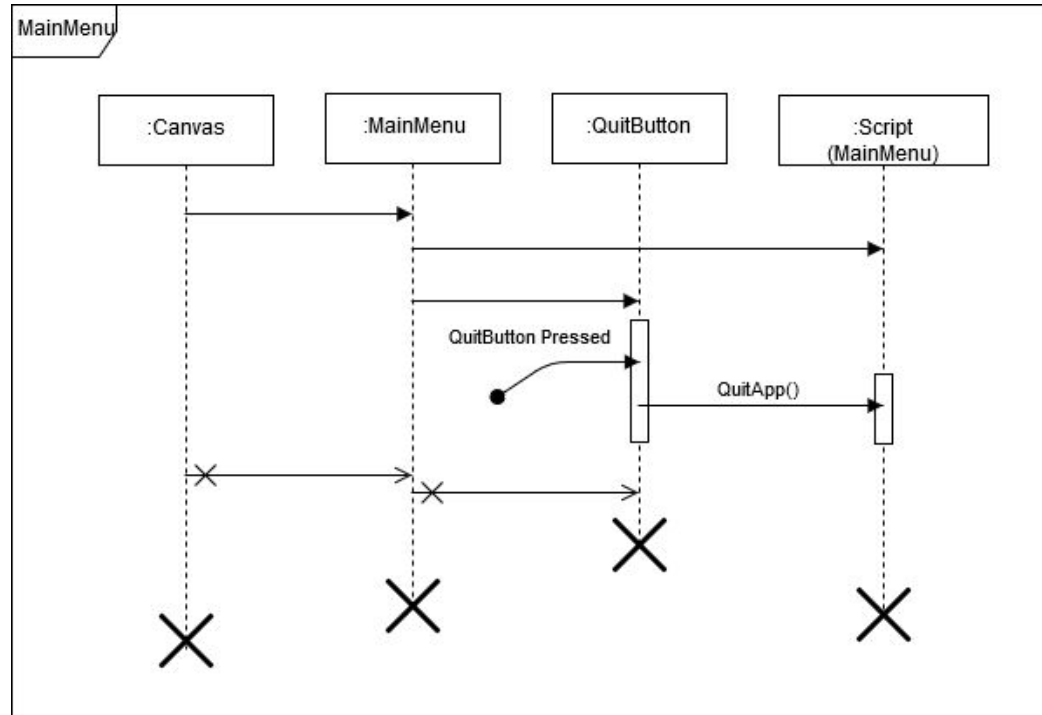 MainMenu
:Canvas
:MainMenu
:QuitButton
:Script
(MainMenu)
QuitButton Pressed
QuitApp()